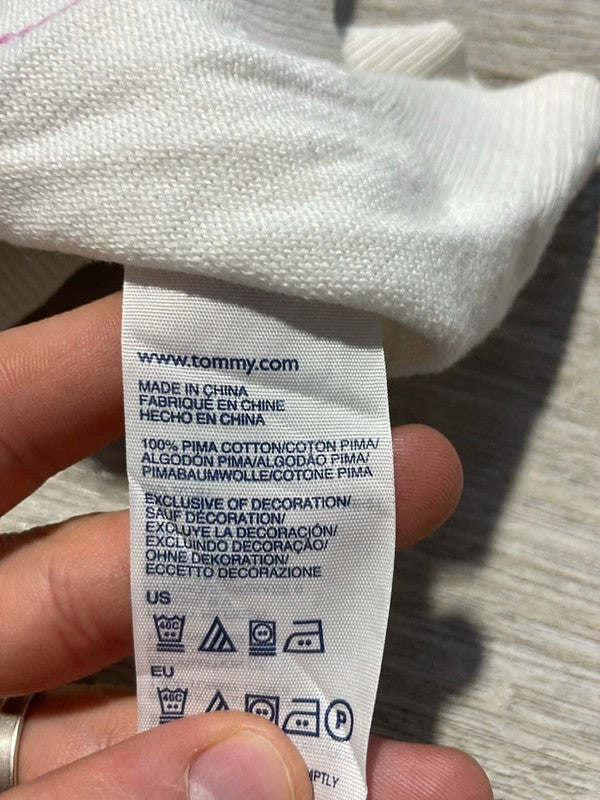 www.tommy.com
MADE IN CHINA
FABRIQUÉ EN CHINE
HECHO EN CHINA
100% PIMA COTTON/COTON PIMA/
ALGODÓN PIMA/ALGODÃO PIMA/
PIMABAUMWOLLE/COTONE PIMA
EXCLUSIVE OF DECORATION/
SAUF DÉCORATION/
EXCLUYE LA DECORACIÓN/
EXCLUINDO DECORAÇÃO/
OHNE DEKORATION/
ECCETTO DECORAZIONE
US
40C
EU
40C P